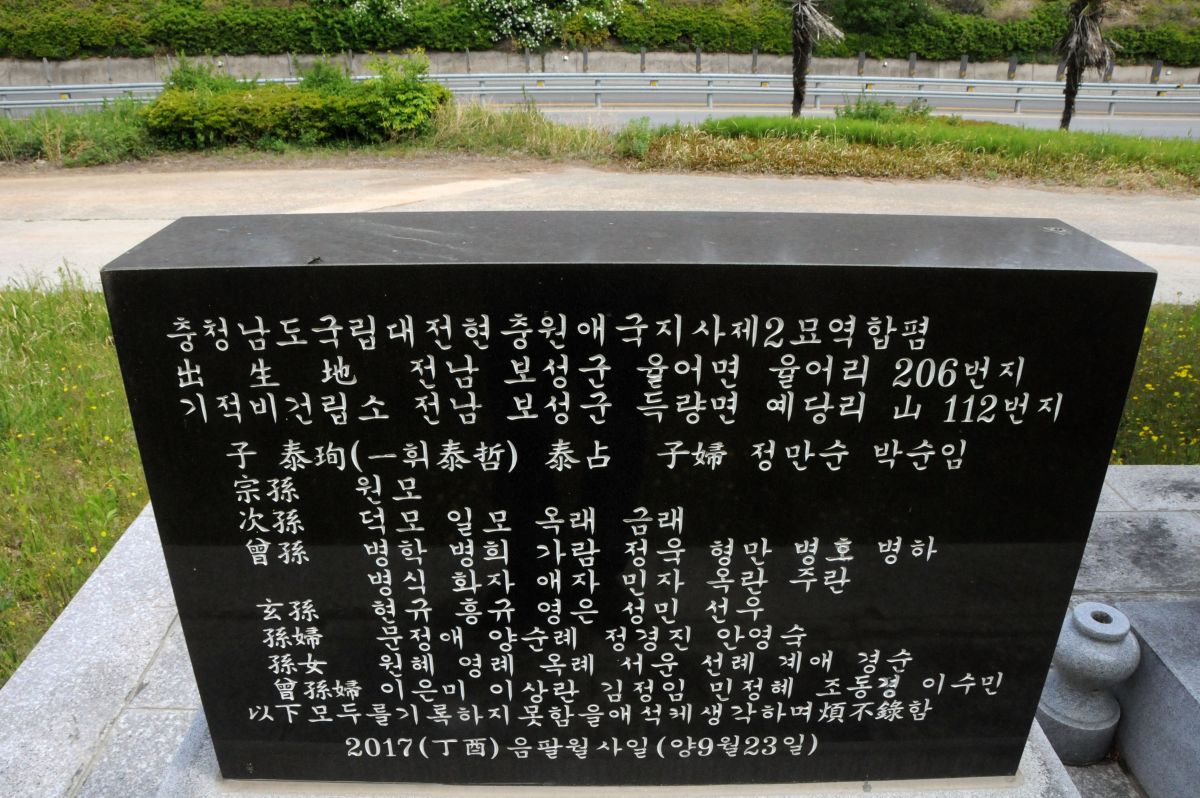 충청남도국립대전현충원애국지사제2묘역합폄
出 生 地 전남 보성군 율어면 율어리 206번지
기적비건립소 전남 보성군 득량면 예당리 山 112번지
子 泰珣(一휘泰哲) 泰占 子婦 정만순 박순임
宗孫 원모
次孫 덕모 일모 옥래 금래
曾孫 병학 병희 가람 정욱 형만 병호 병하
병식 화자 애자 민자 옥란 주란
玄孫 현규 흥규 영은 성민 선우
孫婦 문정애 양순례 정경진 안영숙
孫女 원혜 영례 옥례 서운 선례 계애 경순
曾孫婦 이은미 이상란 김정임 민정혜 조동경 이수민
以下모두를기록하지못함을애석케생각하며煩不錄함
2017(丁酉)음팔월사일(양9월23일)